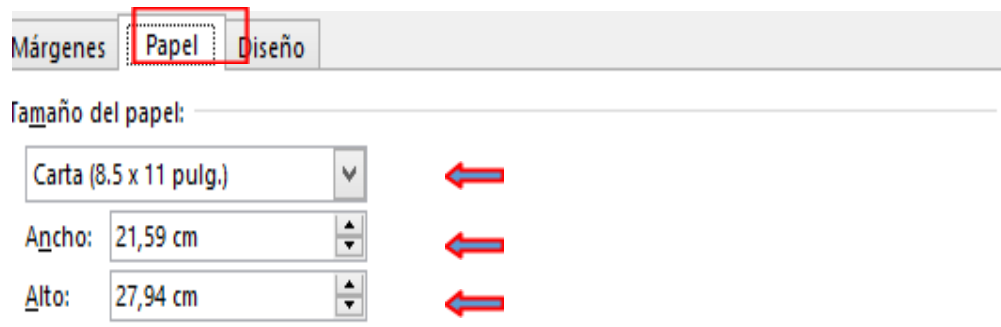 Márgenes Papel Diseño
Tamaño del papel:
Carta (8.5 x 11 pulg.)
Ancho: 21,59 cm
Alto: 27,94 cm